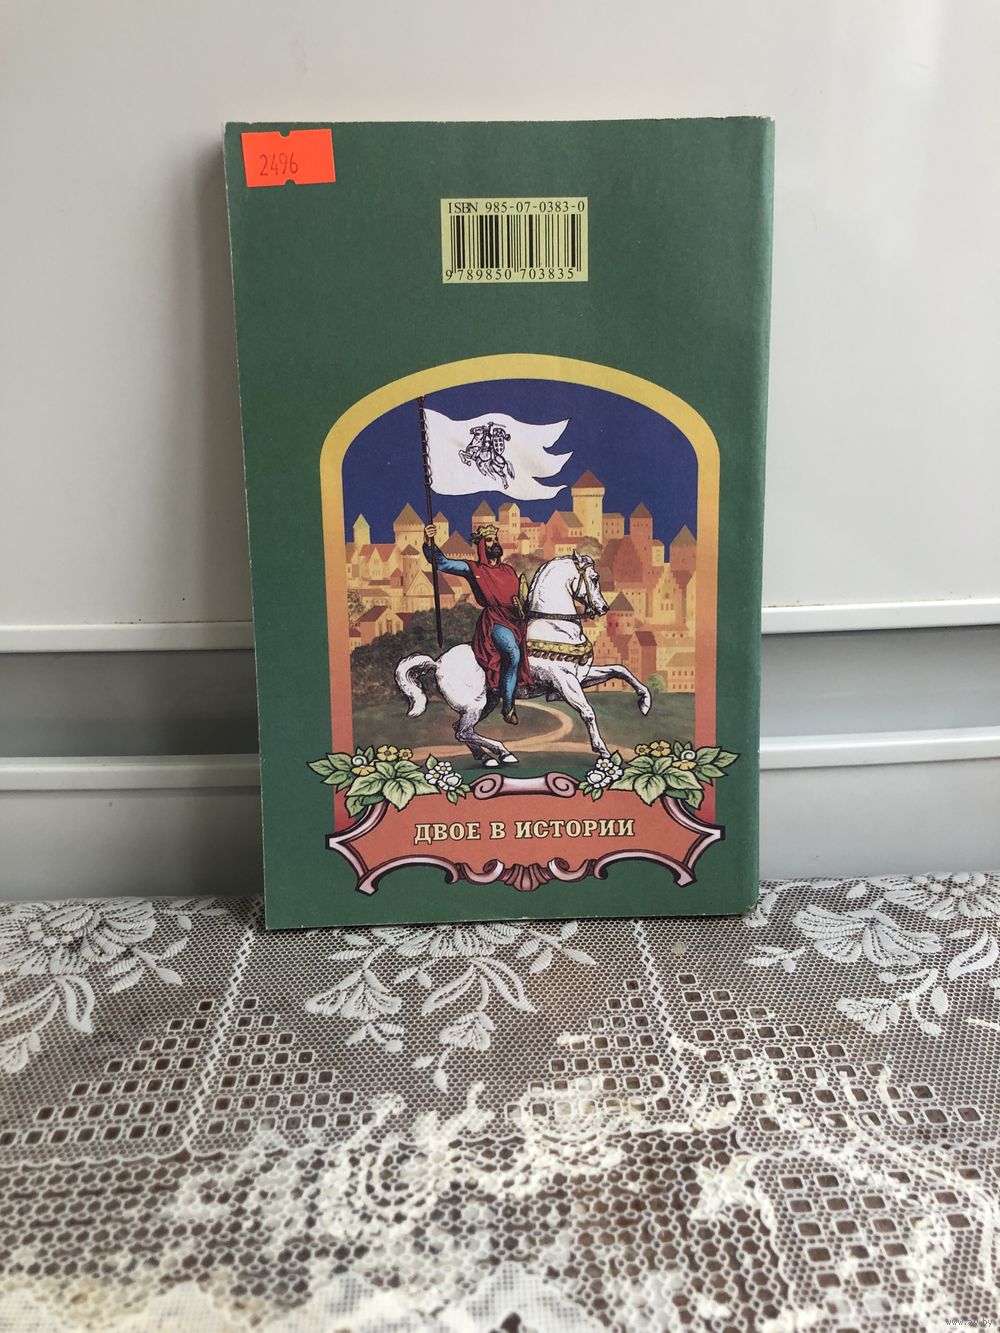 2496
ISBN 985-07-0383-0
9 789850 703835
ДВОЕ В ИСТОРИИ